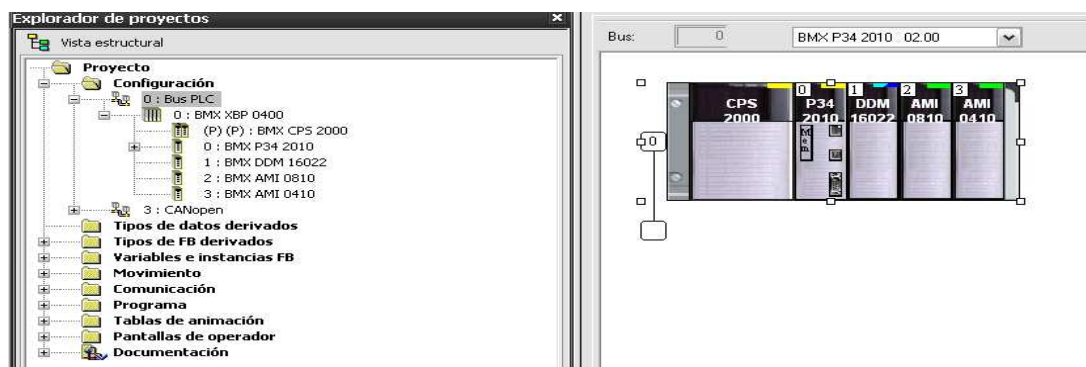 Explorador de proyectos
Vista estructural
Proyecto
Configuración
0 : Bus PLC
0 : BMX XBP 0400
(P) (P) : BMX CPS 2000
0 : BMX P34 2010
1 : BMX DDM 16022
2 : BMX AMI 0810
3 : BMX AMI 0410
3 : CANopen
Tipos de datos derivados
Tipos de FB derivados
Variables e instancias FB
Movimiento
Comunicación
Programa
Tablas de animación
Pantallas de operador
Documentación
Bus: 0 BMX P34 2010 02.00
0 1 2 3
CPS P34 DDM AMI AMI
2000 2010 16022 0810 0410
Mem
0